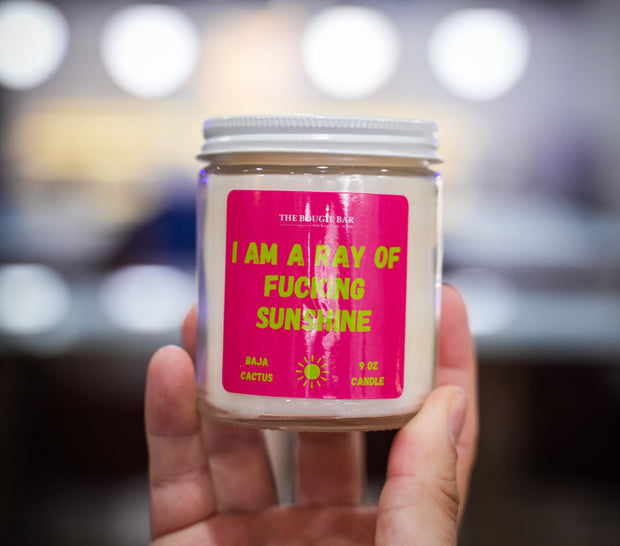 THE BOUGIE BAR
I AM A RAY OF
FUCKING
SUNSHINE
BAJA
CACTUS
9 OZ
CANDLE